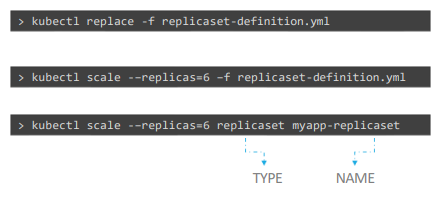 > kubectl replace -f replicaset-definition.yml
> kubectl scale --replicas=6 –f replicaset-definition.yml
> kubectl scale --replicas=6 replicaset myapp-replicaset
TYPE NAME